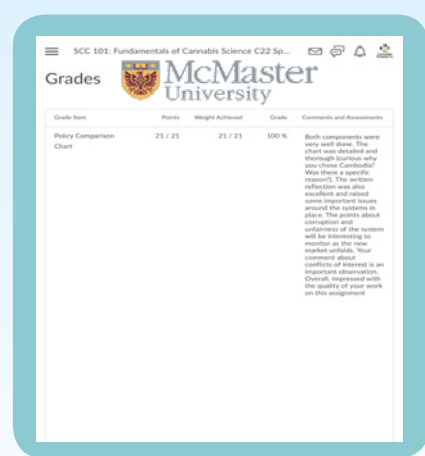 SCC 101: Fundamentals of Cannabis Science C22 Sp...
Grades
McMaster
University
Grade Item Points Weight Achieved Grade Comments and Assessments
Policy Comparison Chart 21 / 21 21 / 21 100 % Both components were
very well done. The
chart was detailed and
thorough (curious why
you chose Cambodia?
Was there a specific
reason?). The written
reflection was also
excellent and raised
some important issues
around the systems in
place. The points about
corruption and
unfairness of the system
will be interesting to
monitor as the new
market unfolds. Your
comment about
conflicts of interest is an
important observation.
Overall, impressed with
the quality of your work
on this assignment